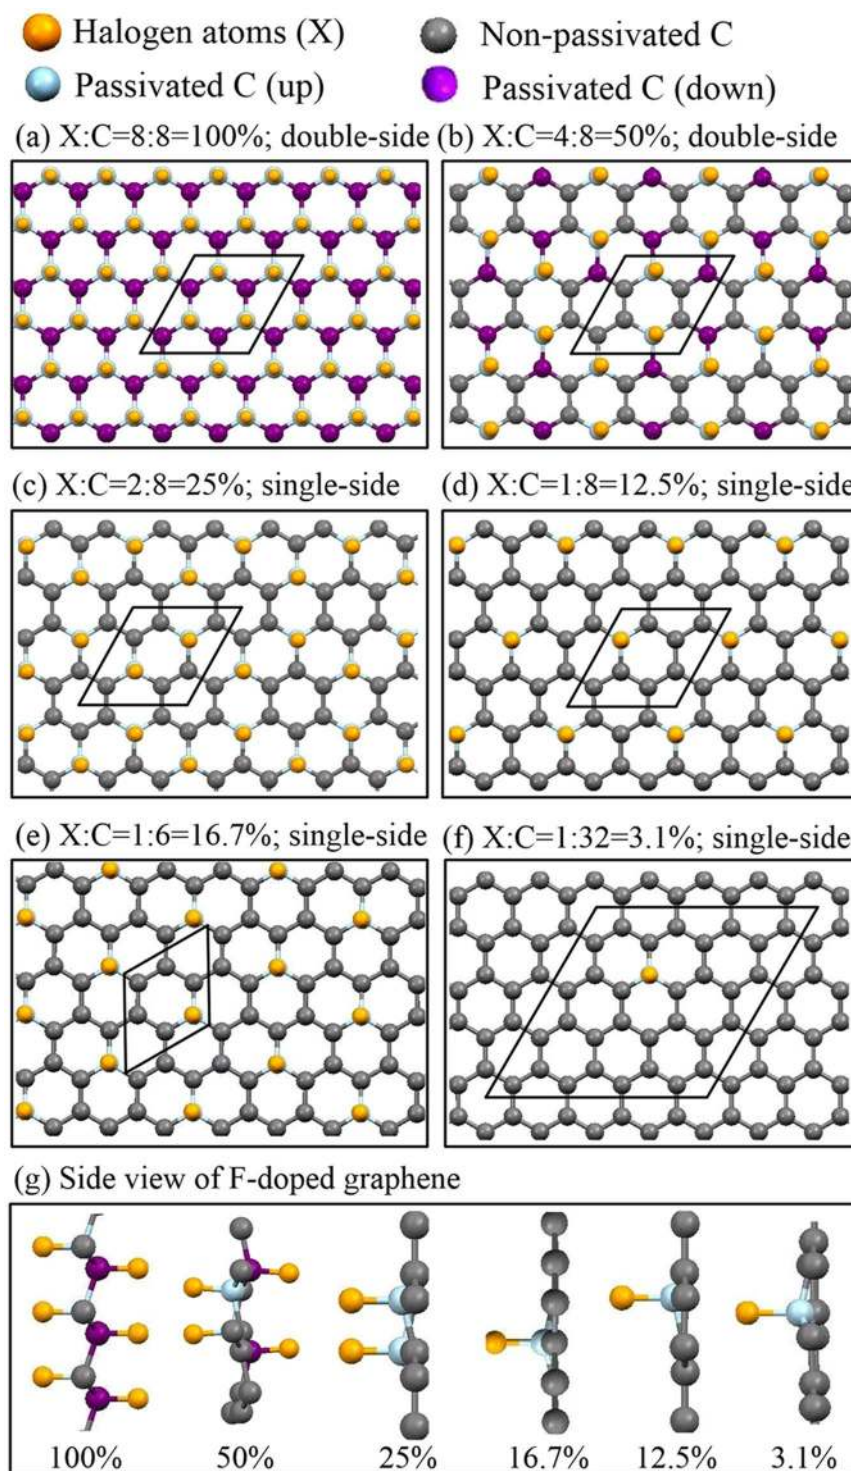 Halogen atoms (X) Non-passivated C
Passivated C (up) Passivated C (down)
(a) X:C=8:8=100%; double-side (b) X:C=4:8=50%; double-side
(c) X:C=2:8=25%; single-side (d) X:C=1:8=12.5%; single-side
(e) X:C=1:6=16.7%; single-side (f) X:C=1:32=3.1%; single-side
(g) Side view of F-doped graphene
100% 50% 25% 16.7% 12.5% 3.1%